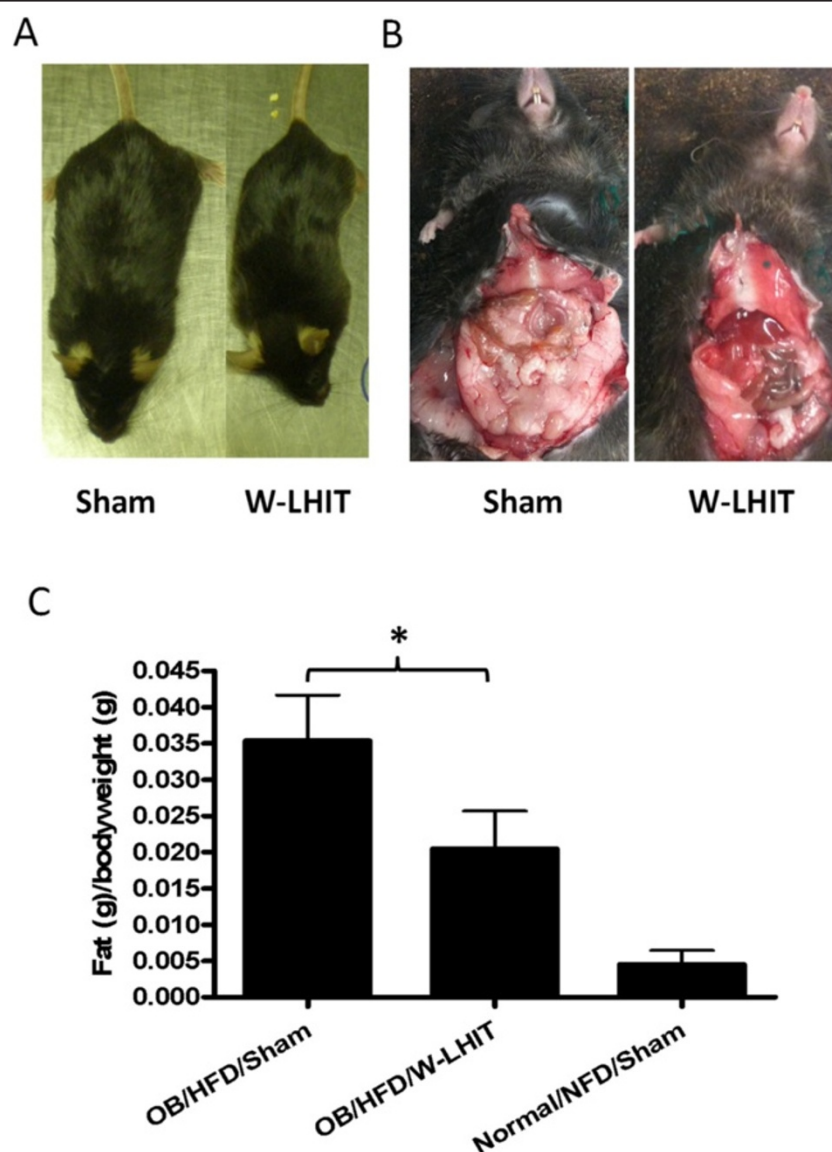 A
B
Sham
W-LHIT
Sham
W-LHIT
C
*
Fat (g)/bodyweight (g)
0.045
0.040
0.035
0.030
0.025
0.020
0.015
0.010
0.005
0.000
OB/HFD/Sham
OB/HFD/W-LHIT
Normal/NFD/Sham